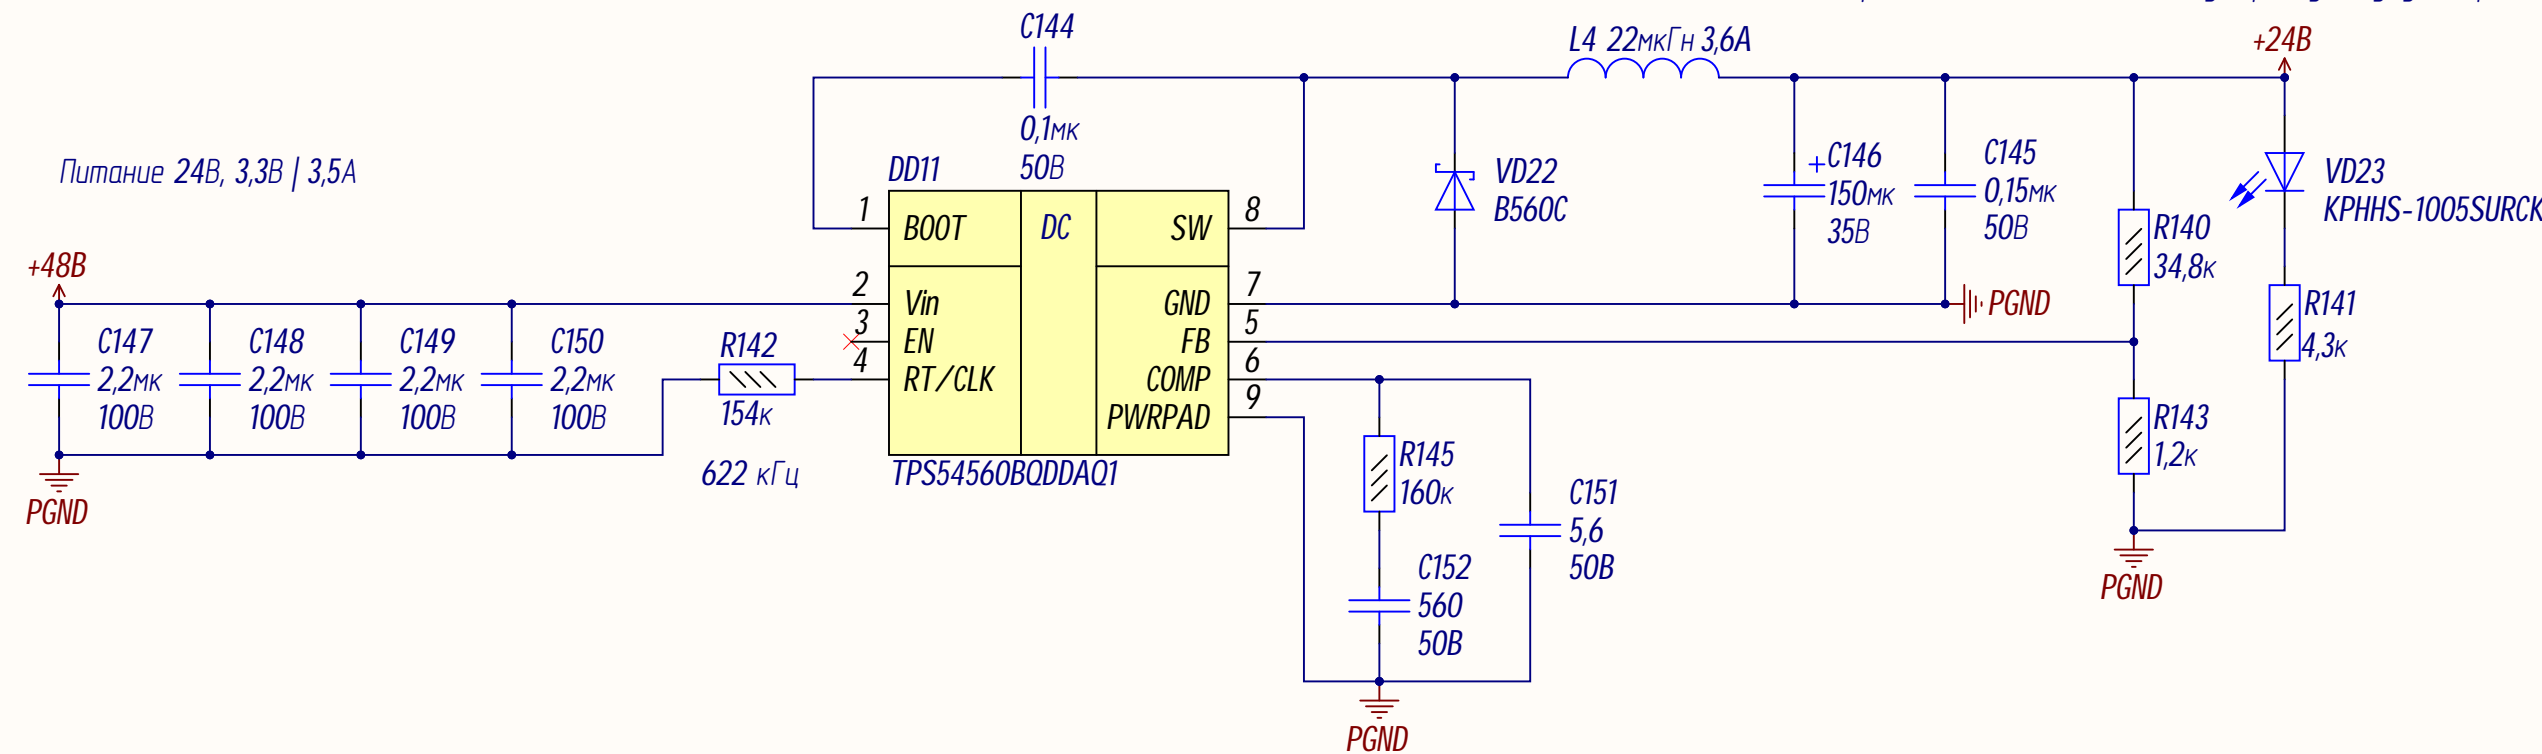 C144
0,1мк
50В
L4 22мкГн 3,6А
+24В
Питание 24В, 3,3В | 3,5А
DD11
1
BOOT
DC
SW
8
2
Vin
GND
7
3
EN
FB
5
4
RT/CLK
COMP
6
PWRPAD
9
TPS54560BQDDAQ1
VD22
B560C
C146
+
150мк
35В
C145
0,15мк
50В
VD23
KPHHS-1005SURCK
R140
34,8к
R141
4,3к
+48В
C147
2,2мк
100В
C148
2,2мк
100В
C149
2,2мк
100В
C150
2,2мк
100В
R142
154к
622 кГц
PGND
PGND
R143
1,2к
R145
160к
C151
5,6
50В
C152
560
50В
PGND
PGND